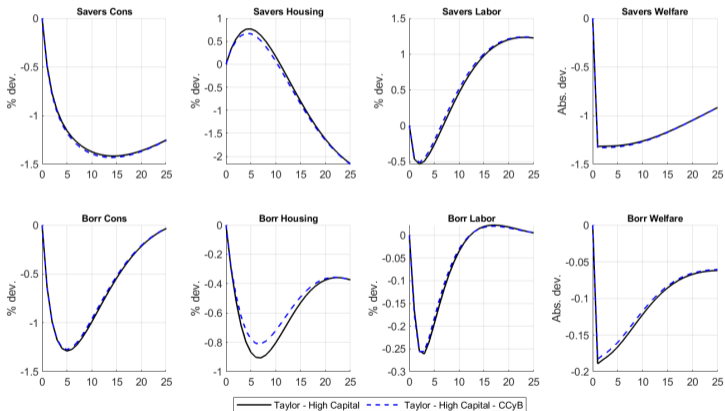 Savers Cons
Savers Housing
Savers Labor
Savers Welfare
% dev.
0
-0.5
-1
-1.5
0 5 10 15 20 25
% dev.
1
0.5
0
-0.5
-1
-1.5
-2
0 5 10 15 20 25
% dev.
1.5
1
0.5
0
-0.5
0 5 10 15 20 25
Abs. dev.
0
-0.5
-1
-1.5
0 5 10 15 20 25
Borr Cons
Borr Housing
Borr Labor
Borr Welfare
% dev.
0
-0.5
-1
-1.5
0 5 10 15 20 25
% dev.
0
-0.2
-0.4
-0.6
-0.8
-1
0 5 10 15 20 25
% dev.
0
-0.05
-0.1
-0.15
-0.2
-0.25
-0.3
0 5 10 15 20 25
Abs. dev.
0
-0.05
-0.1
-0.15
-0.2
0 5 10 15 20 25
Taylor - High Capital
Taylor - High Capital - CCyB